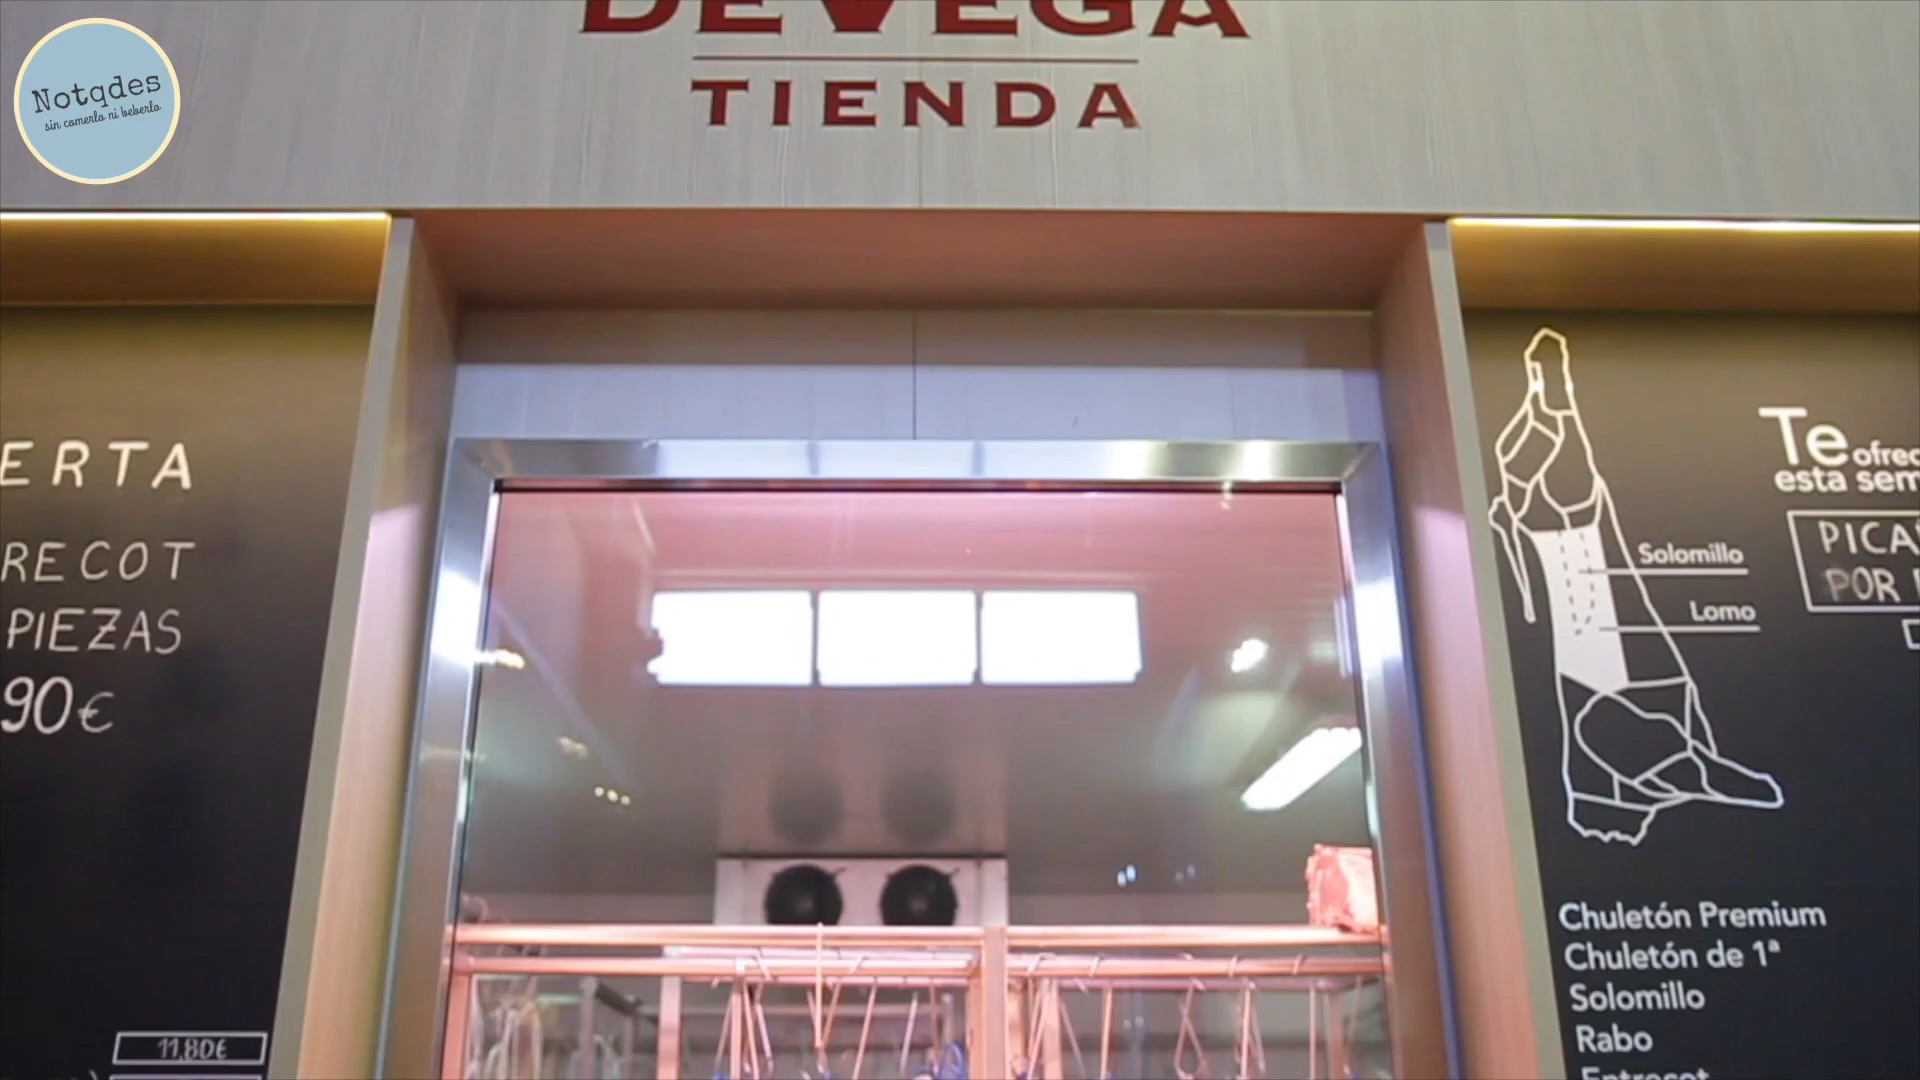 Notqdes
sin comerlo ni beberlo
DEVEGA
TIENDA
ERTA
RECOT
PIEZAS
90€
11,80€
Te ofrec
esta sem
PICA
POR
Solomillo
Lomo
Chuletón Premium
Chuletón de 1ª
Solomillo
Rabo
Entrecot